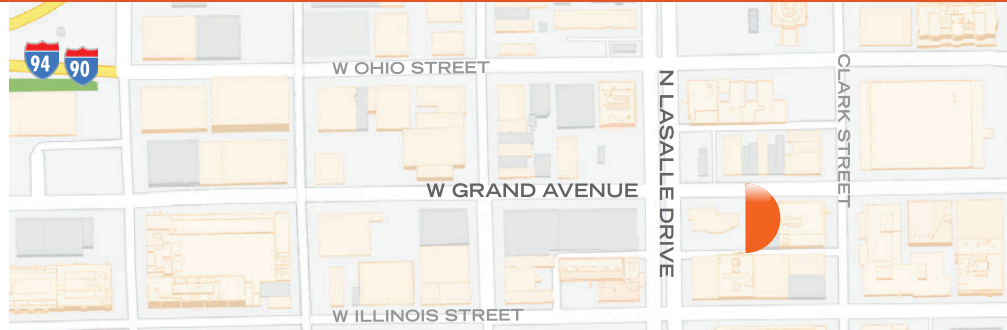 94
90
W OHIO STREET
CLARK STREET
N LASALLE DRIVE
W GRAND AVENUE
W ILLINOIS STREET